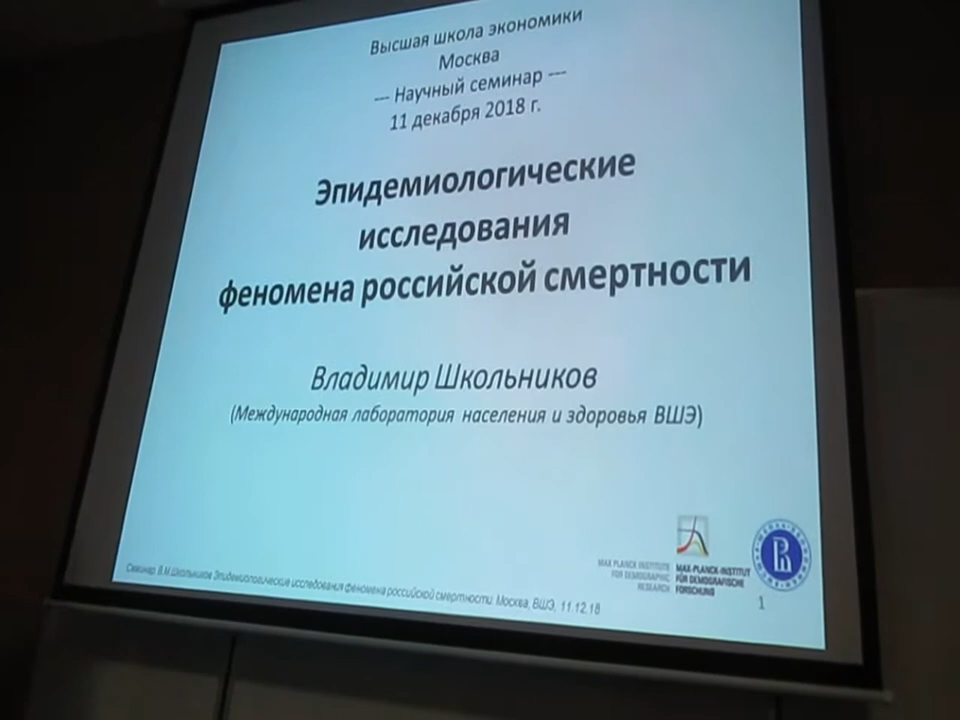 Высшая школа экономики
Москва
--- Научный семинар ---
11 декабря 2018 г.
Эпидемиологические
исследования
феномена российской смертности
Владимир Школьников
(Международная лаборатория населения и здоровья ВШЭ)
MAX PLANCK INSTITUTE
FOR DEMOGRAPHIC
RESEARCH
MAX-PLANCK-INSTITUT
FÜR DEMOGRAFISCHE
FORSCHUNG
Семинар. В.М.Школьников Эпидемиологические исследования феномена российской смертности. Москва, ВШЭ, 11.12.18
1